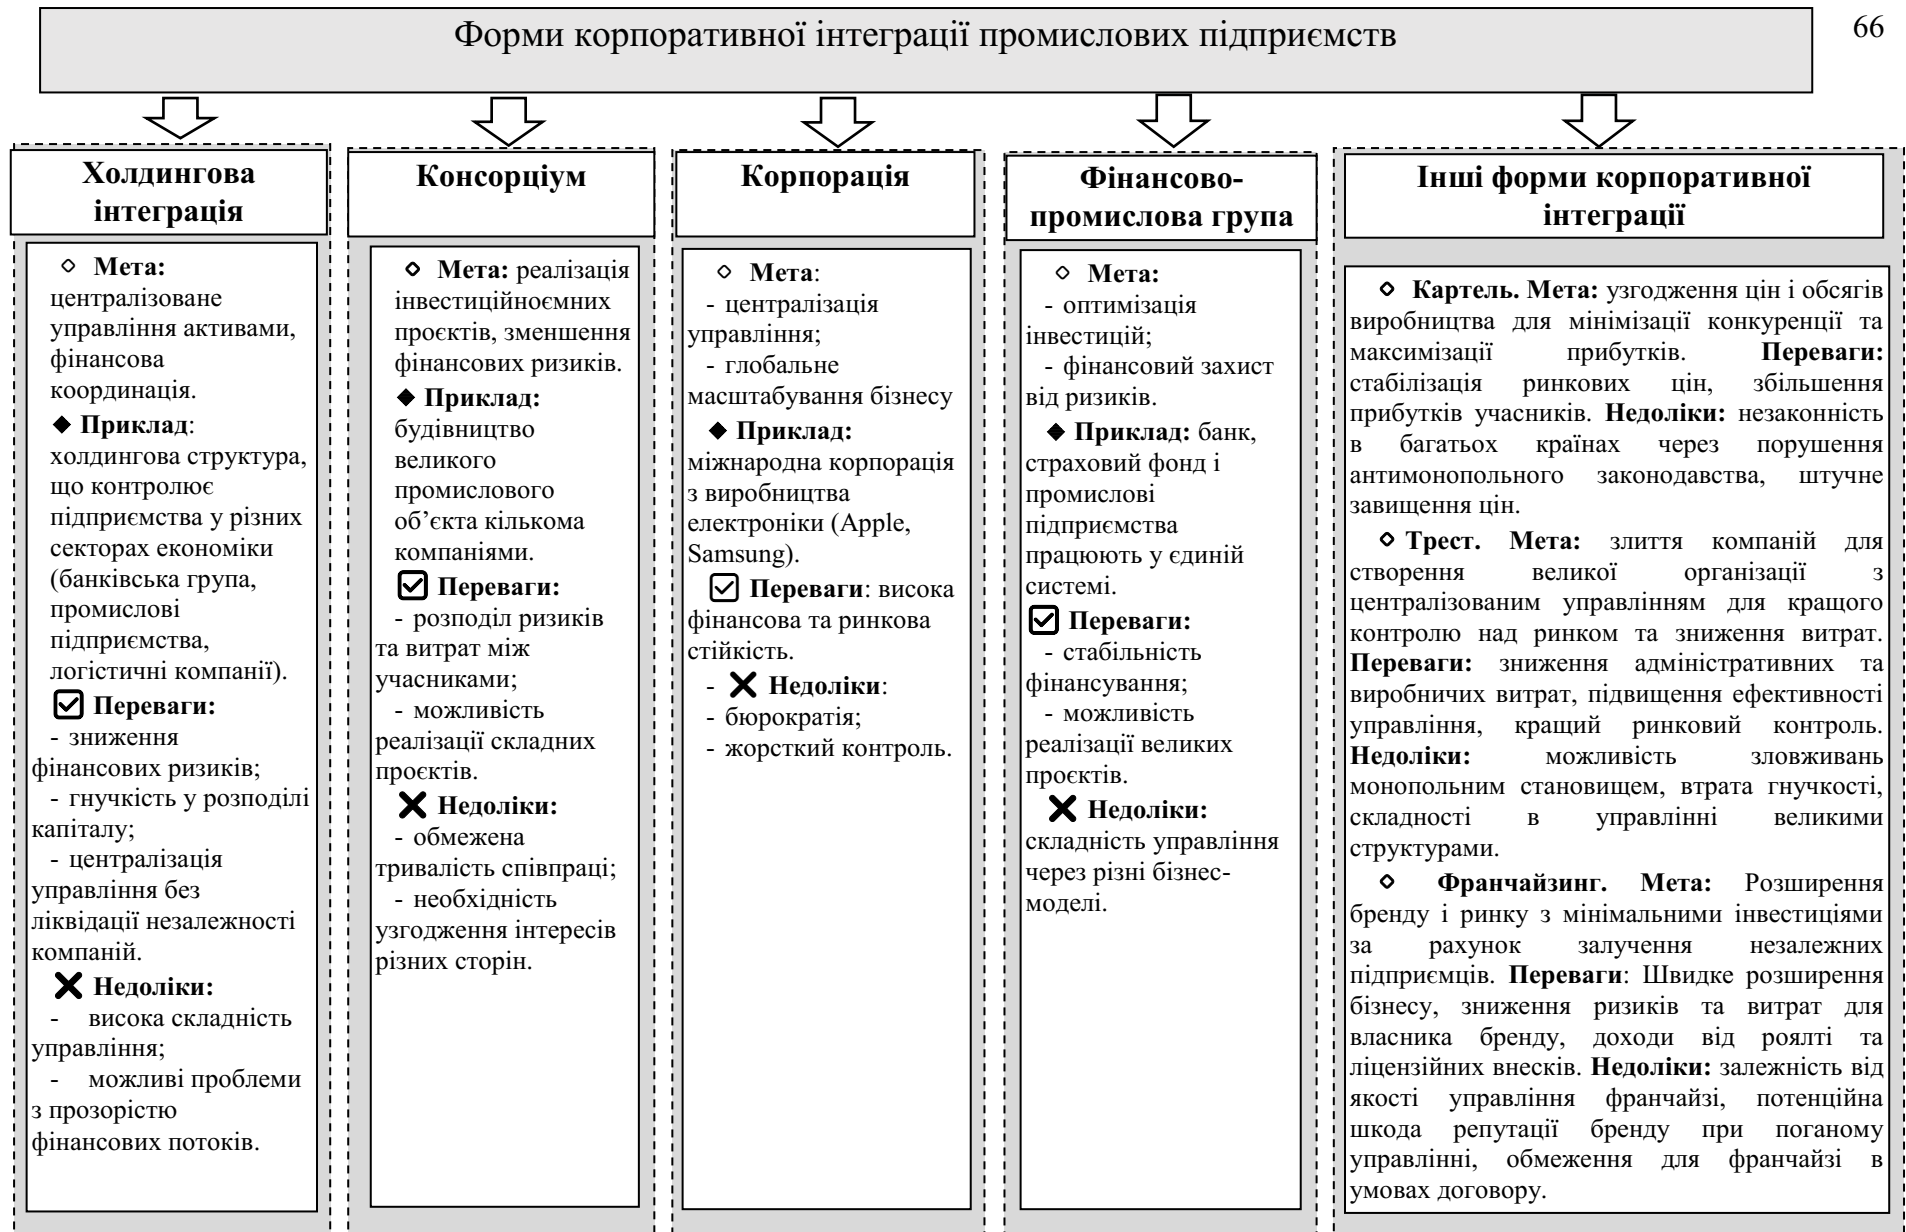 Форми корпоративної інтеграції промислових підприємств
66
Холдингова
інтеграція
◇ Мета:
централізоване
управління активами,
фінансова
координація.
◆ Приклад:
холдингова структура,
що контролює
підприємства у різних
секторах економіки
(банківська група,
промислові
підприємства,
логістичні компанії).
☑ Переваги:
- зниження
фінансових ризиків;
- гнучкість у розподілі
капіталу;
- централізація
управління без
ліквідації незалежності
компаній.
❌ Недоліки:
- висока складність
управління;
- можливі проблеми
з прозорістю
фінансових потоків.
Консорціум
◇ Мета: реалізація
інвестиційноємних
проєктів, зменшення
фінансових ризиків.
◆ Приклад:
будівництво
великого
промислового
об’єкта кількома
компаніями.
☑ Переваги:
- розподіл ризиків
та витрат між
учасниками;
- можливість
реалізації складних
проєктів.
❌ Недоліки:
- обмежена
тривалість співпраці;
- необхідність
узгодження інтересів
різних сторін.
Корпорація
◇ Мета:
- централізація
управління;
- глобальне
масштабування бізнесу
◆ Приклад:
міжнародна корпорація
з виробництва
електроніки (Apple,
Samsung).
☑ Переваги: висока
фінансова та ринкова
стійкість.
- ❌ Недоліки:
- бюрократія;
- жорсткий контроль.
Фінансово-
промислова група
◇ Мета:
- оптимізація
інвестицій;
- фінансовий захист
від ризиків.
◆ Приклад: банк,
страховий фонд і
промислові
підприємства
працюють у єдиній
системі.
☑ Переваги:
- стабільність
фінансування;
- можливість
реалізації великих
проєктів.
❌ Недоліки:
складність управління
через різні бізнес-
моделі.
Інші форми корпоративної
інтеграції
◇ Картель. Мета: узгодження цін і обсягів
виробництва для мінімізації конкуренції та
максимізації прибутків. Переваги:
стабілізація ринкових цін, збільшення
прибутків учасників. Недоліки: незаконність
в багатьох країнах через порушення
антимонопольного законодавства, штучне
завищення цін.
◇ Трест. Мета: злиття компаній для
створення великої організації з
централізованим управлінням для кращого
контролю над ринком та зниження витрат.
Переваги: зниження адміністративних та
виробничих витрат, підвищення ефективності
управління, кращий ринковий контроль.
Недоліки: можливість зловживань
монопольним становищем, втрата гнучкості,
складності в управлінні великими
структурами.
◇ Франчайзинг. Мета: Розширення
бренду і ринку з мінімальними інвестиціями
за рахунок залучення незалежних
підприємців. Переваги: Швидке розширення
бізнесу, зниження ризиків та витрат для
власника бренду, доходи від роялті та
ліцензійних внесків. Недоліки: залежність від
якості управління франчайзі, потенційна
шкода репутації бренду при поганому
управлінні, обмеження для франчайзі в
умовах договору.